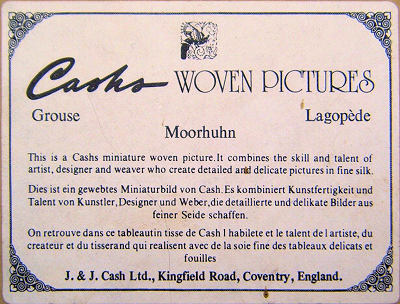 Cashs WOVEN PICTURES
Grouse Lagopède
Moorhuhn
This is a Cashs miniature woven picture.It combines the skill and talent of
artist, designer and weaver who create detailed and delicate pictures in fine silk.
Dies ist ein gewebtes Miniaturbild von Cash.Es kombiniert Kunstfertigkeit und
Talent von Kunstler,Designer und Weber,die detaillierte und delikate Bilder aus
feiner Seide schaffen.
On retrouve dans ce tableautin tisse de Cash l habilete et le talent de l artiste, du
createur et du tisserand qui realisent avec de la soie fine des tableaux delicats et
fouilles
J. & J. Cash Ltd., Kingfield Road, Coventry, England.